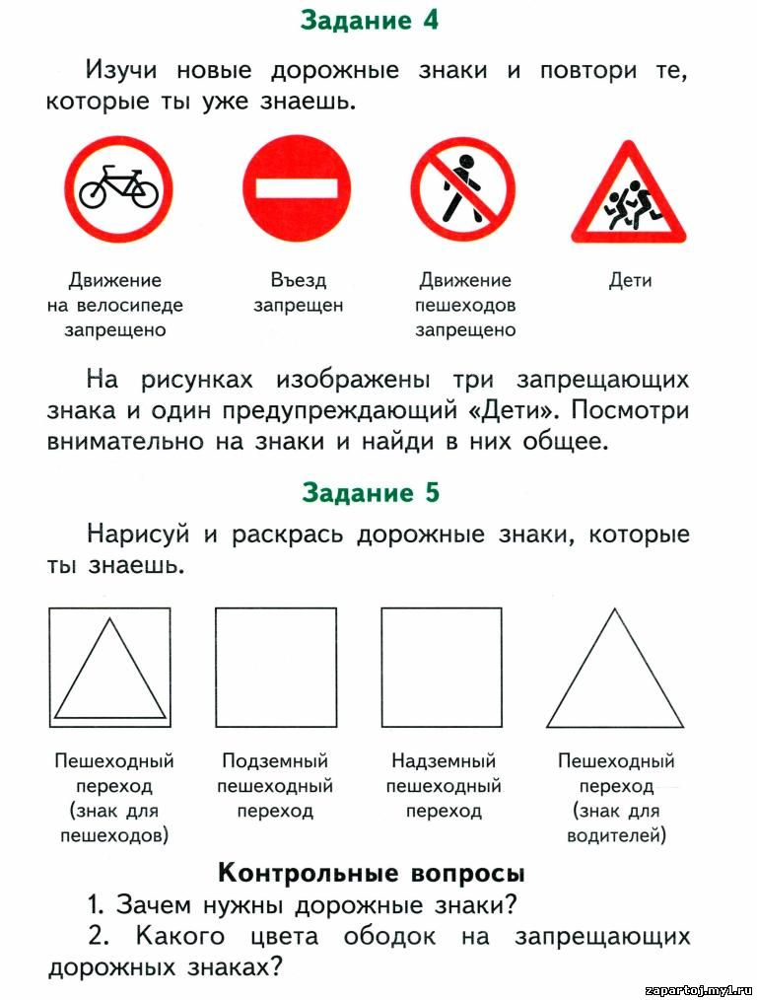 Задание 4
Изучи новые дорожные знаки и повтори те,
которые ты уже знаешь.
Движение
на велосипеде
запрещено
Въезд
запрещен
Движение
пешеходов
запрещено
Дети
На рисунках изображены три запрещающих
знака и один предупреждающий «Дети». Посмотри
внимательно на знаки и найди в них общее.
Задание 5
Нарисуй и раскрась дорожные знаки, которые
ты знаешь.
Пешеходный
переход
(знак для
пешеходов)
Подземный
пешеходный
переход
Надземный
пешеходный
переход
Пешеходный
переход
(знак для
водителей)
Контрольные вопросы
1. Зачем нужны дорожные знаки?
2. Какого цвета ободок на запрещающих
дорожных знаках?
zapartoj.my1.ru